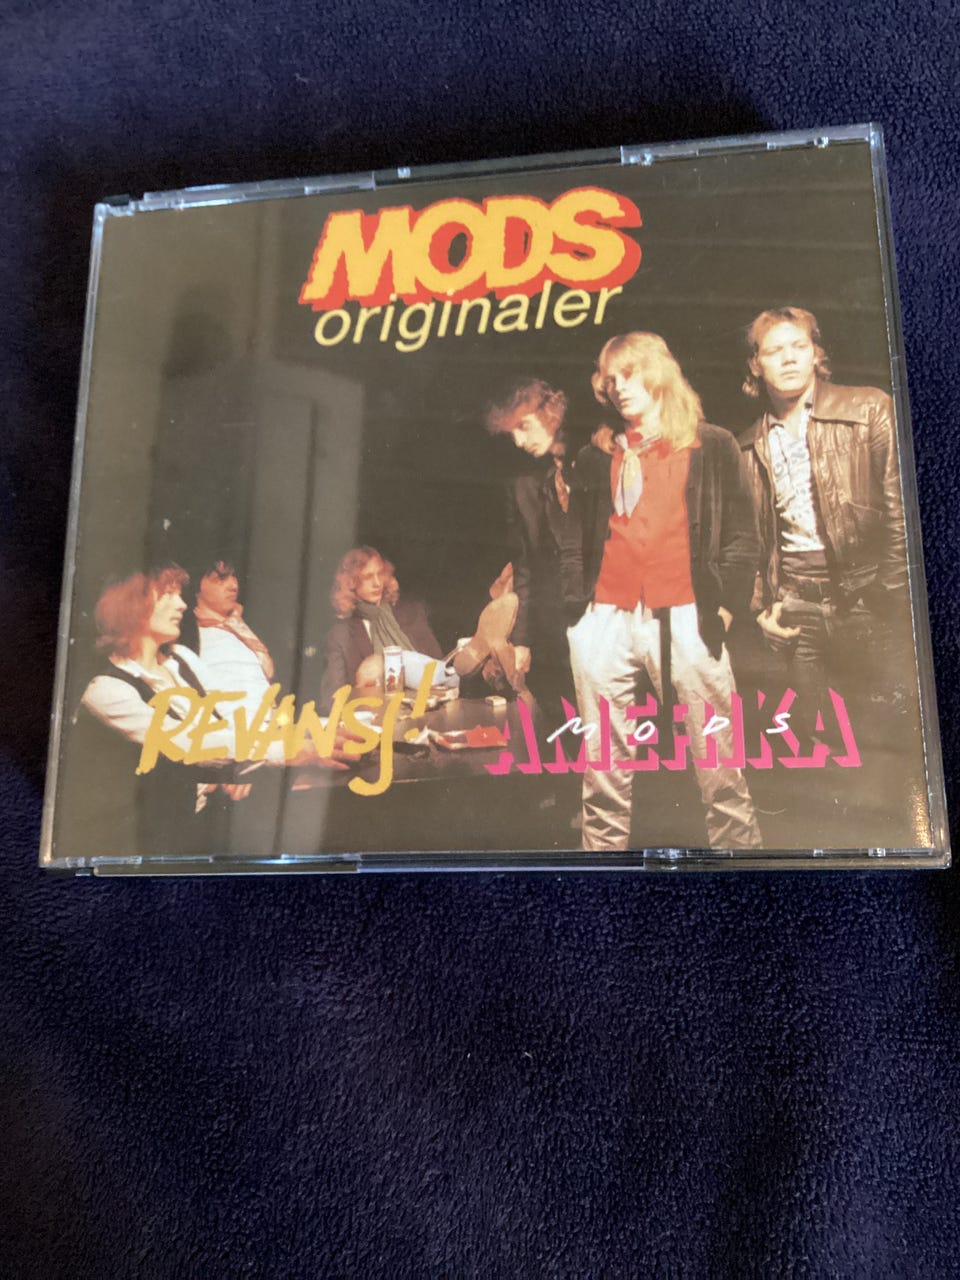 MODS
originaler
REVANSJ!
AMERIKA
MODS